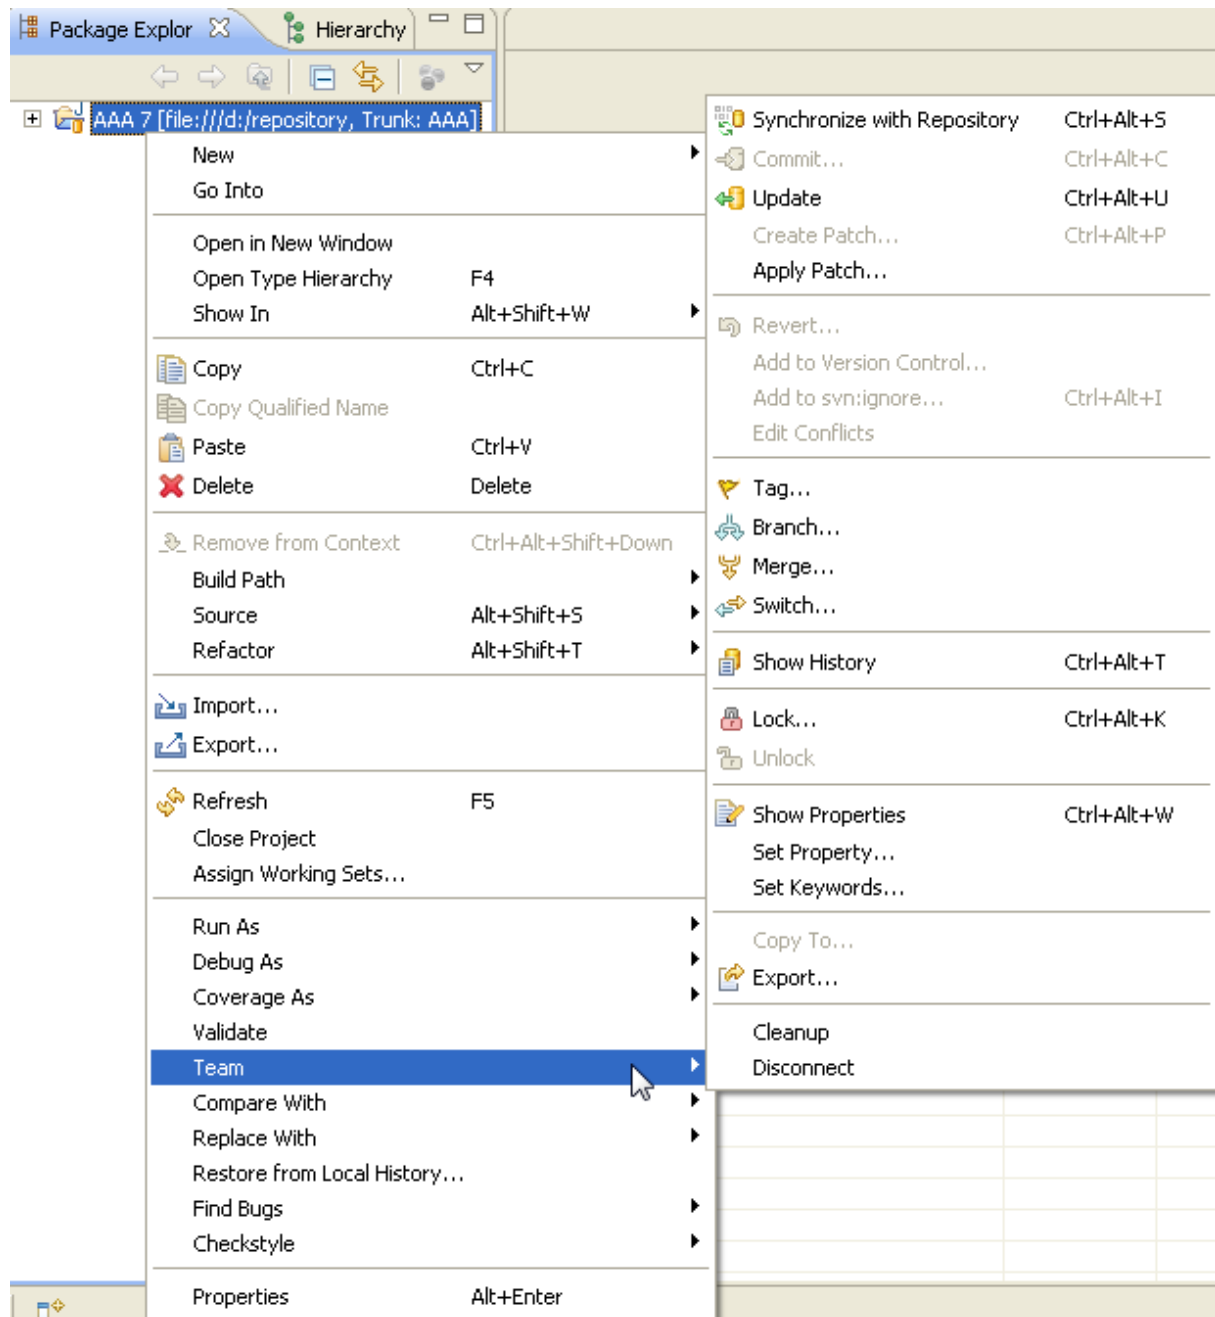 Package Explor
Hierarchy
AAA 7 [file:///d:/repository, Trunk: AAA]
New
Go Into
Open in New Window
Open Type Hierarchy F4
Show In Alt+Shift+W
Copy Ctrl+C
Copy Qualified Name
Paste Ctrl+V
Delete Delete
Remove from Context Ctrl+Alt+Shift+Down
Build Path
Source Alt+Shift+S
Refactor Alt+Shift+T
Import...
Export...
Refresh F5
Close Project
Assign Working Sets...
Run As
Debug As
Coverage As
Validate
Team
Compare With
Replace With
Restore from Local History...
Find Bugs
Checkstyle
Properties Alt+Enter
Synchronize with Repository Ctrl+Alt+S
Commit... Ctrl+Alt+C
Update Ctrl+Alt+U
Create Patch... Ctrl+Alt+P
Apply Patch...
Revert...
Add to Version Control...
Add to svn:ignore... Ctrl+Alt+I
Edit Conflicts
Tag...
Branch...
Merge...
Switch...
Show History Ctrl+Alt+T
Lock... Ctrl+Alt+K
Unlock
Show Properties Ctrl+Alt+W
Set Property...
Set Keywords...
Copy To...
Export...
Cleanup
Disconnect